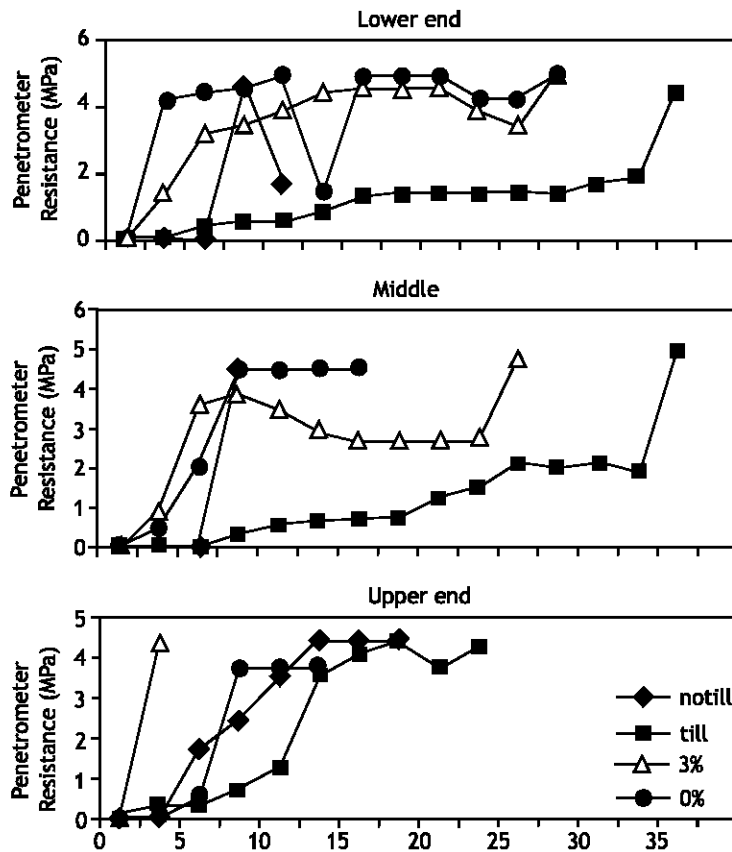 Lower end
Penetrometer
Resistance (MPa)
6
4
2
0
Middle
Penetrometer
Resistance (MPa)
6
5
4
3
2
1
0
Upper end
Penetrometer
Resistance (MPa)
5
4
3
2
1
0
notill
till
3%
0%
0 5 10 15 20 25 30 35